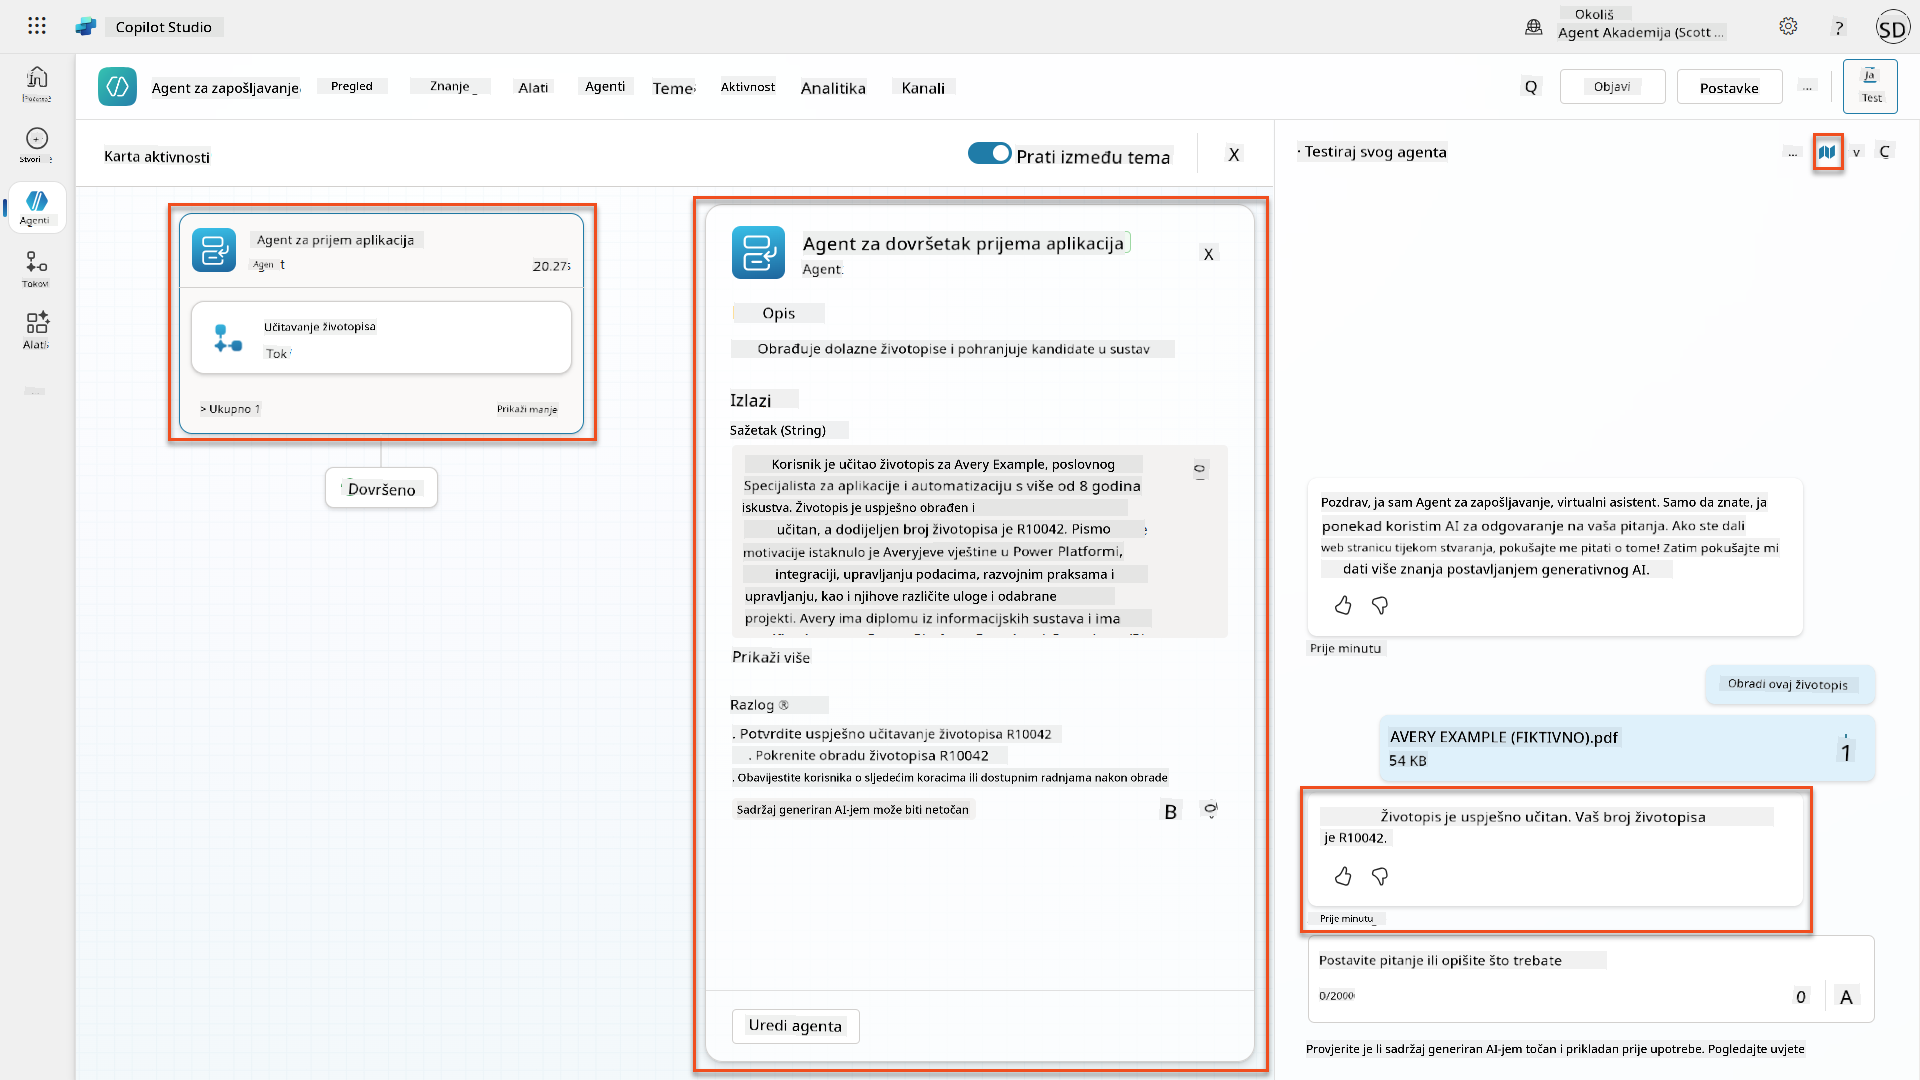 Copilot Studio
Okoliš
Agent Akademija (Scott ...
?
SD
Agent za zapošljavanje
Pregled
Znanje
Alati
Agenti
Teme
Aktivnost
Analitika
Kanali
Objavi
Postavke
...
Test
Stvori
Agenti
Tokovi
Alati
Karta aktivnosti
Prati između tema
X
Testiraj svog agenta
...
Agent za prijem aplikacija
Agent
20.27s
Učitavanje životopisa
Tok
> Ukupno 1
Prikaži manje
Dovršeno
Agent za dovršetak prijema aplikacija
Agent.
X
Opis
Obrađuje dolazne životopise i pohranjuje kandidate u sustav
Izlazi
Sažetak (String)
Korisnik je učitao životopis za Avery Example, poslovnog
Specijalista za aplikacije i automatizaciju s više od 8 godina
iskustva. Životopis je uspješno obrađen i
učitan, a dodijeljen broj životopisa je R10042. Pismo
motivacije istaknulo je Averyjeve vještine u Power Platformi,
integraciji, upravljanju podacima, razvojnim praksama i
upravljanju, kao i njihove različite uloge i odabrane
projekti. Avery ima diplomu iz informacijskih sustava i ima
Prikaži više
Razlog ®
. Potvrdite uspješno učitavanje životopisa R10042
. Pokrenite obradu životopisa R10042
. Obavijestite korisnika o sljedećim koracima ili dostupnim radnjama nakon obrade
Sadržaj generiran AI-jem može biti netočan
B
Uredi agenta
Pozdrav, ja sam Agent za zapošljavanje, virtualni asistent. Samo da znate, ja
ponekad koristim AI za odgovaranje na vaša pitanja. Ako ste dali
web stranicu tijekom stvaranja, pokušajte me pitati o tome! Zatim pokušajte mi
dati više znanja postavljanjem generativnog AI.
Prije minutu
Obradi ovaj životopis
AVERY EXAMPLE (FIKTIVNO).pdf
54 KB
1
Životopis je uspješno učitan. Vaš broj životopisa
je R10042.
Prije minutu
Postavite pitanje ili opišite što trebate
0/2000
0
A
Provjerite je li sadržaj generiran AI-jem točan i prikladan prije upotrebe. Pogledajte uvjete